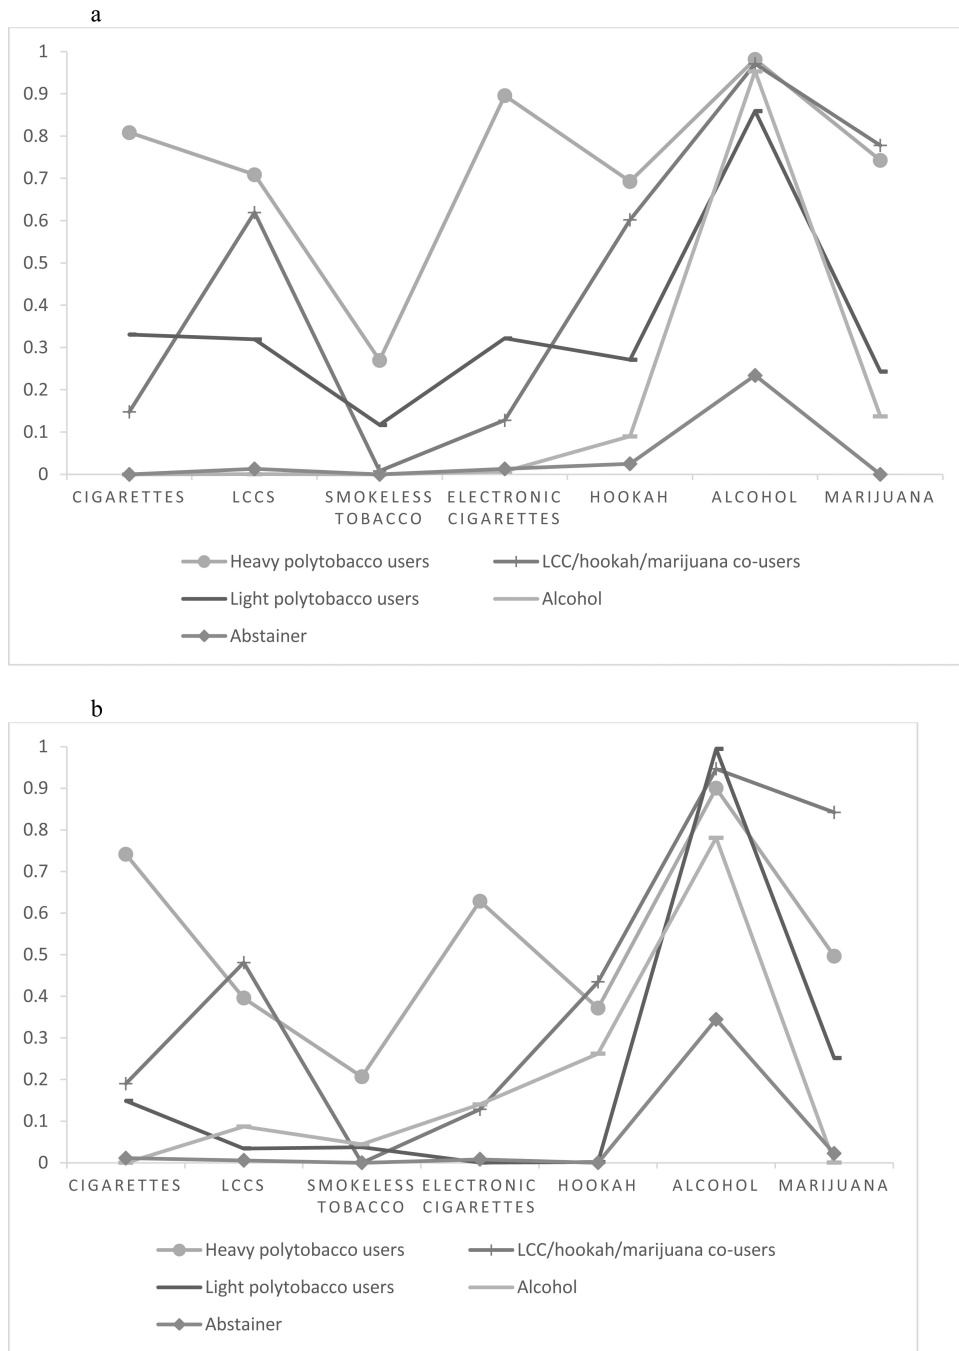 a
1
0.9
0.8
0.7
0.6
0.5
0.4
0.3
0.2
0.1
0
CIGARETTES LCCS SMOKELESS ELECTRONIC HOOKAH ALCOHOL MARIJUANA
TOBACCO CIGARETTES
Heavy polytobacco users LCC/hookah/marijuana co-users
Light polytobacco users Alcohol
Abstainer
b
1
0.9
0.8
0.7
0.6
0.5
0.4
0.3
0.2
0.1
0
CIGARETTES LCCS SMOKELESS ELECTRONIC HOOKAH ALCOHOL MARIJUANA
TOBACCO CIGARETTES
Heavy polytobacco users LCC/hookah/marijuana co-users
Light polytobacco users Alcohol
Abstainer